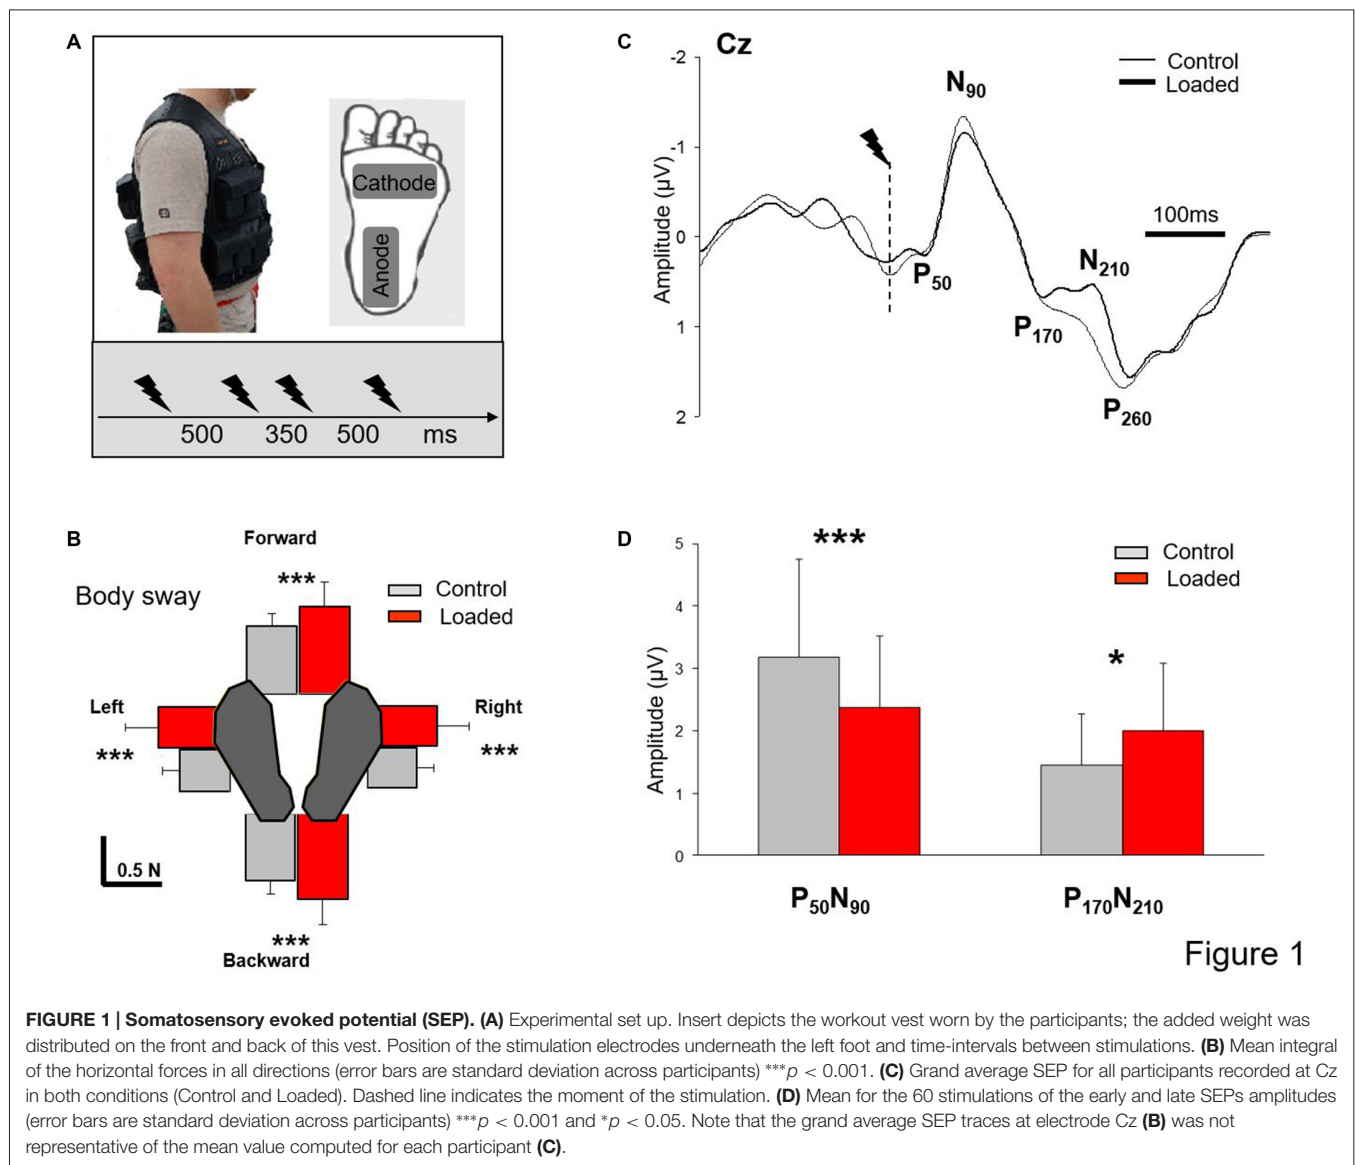 A
Cathode
Anode
500 350 500 ms
C
Cz
Control
Loaded
N90
Amplitude (µV)
-2
-1
0
1
2
100ms
P50
N210
P170
P260
B
Forward
Body sway
***
Control
Loaded
Left
Right
***
***
0.5 N
***
Backward
D
Control
Loaded
***
*
Amplitude (µV)
5
4
3
2
1
0
P50N90
P170N210
Figure 1
FIGURE 1 | Somatosensory evoked potential (SEP). (A) Experimental set up. Insert depicts the workout vest worn by the participants; the added weight was
distributed on the front and back of this vest. Position of the stimulation electrodes underneath the left foot and time-intervals between stimulations. (B) Mean integral
of the horizontal forces in all directions (error bars are standard deviation across participants) ***p < 0.001. (C) Grand average SEP for all participants recorded at Cz
in both conditions (Control and Loaded). Dashed line indicates the moment of the stimulation. (D) Mean for the 60 stimulations of the early and late SEPs amplitudes
(error bars are standard deviation across participants) ***p < 0.001 and *p < 0.05. Note that the grand average SEP traces at electrode Cz (B) was not
representative of the mean value computed for each participant (C).